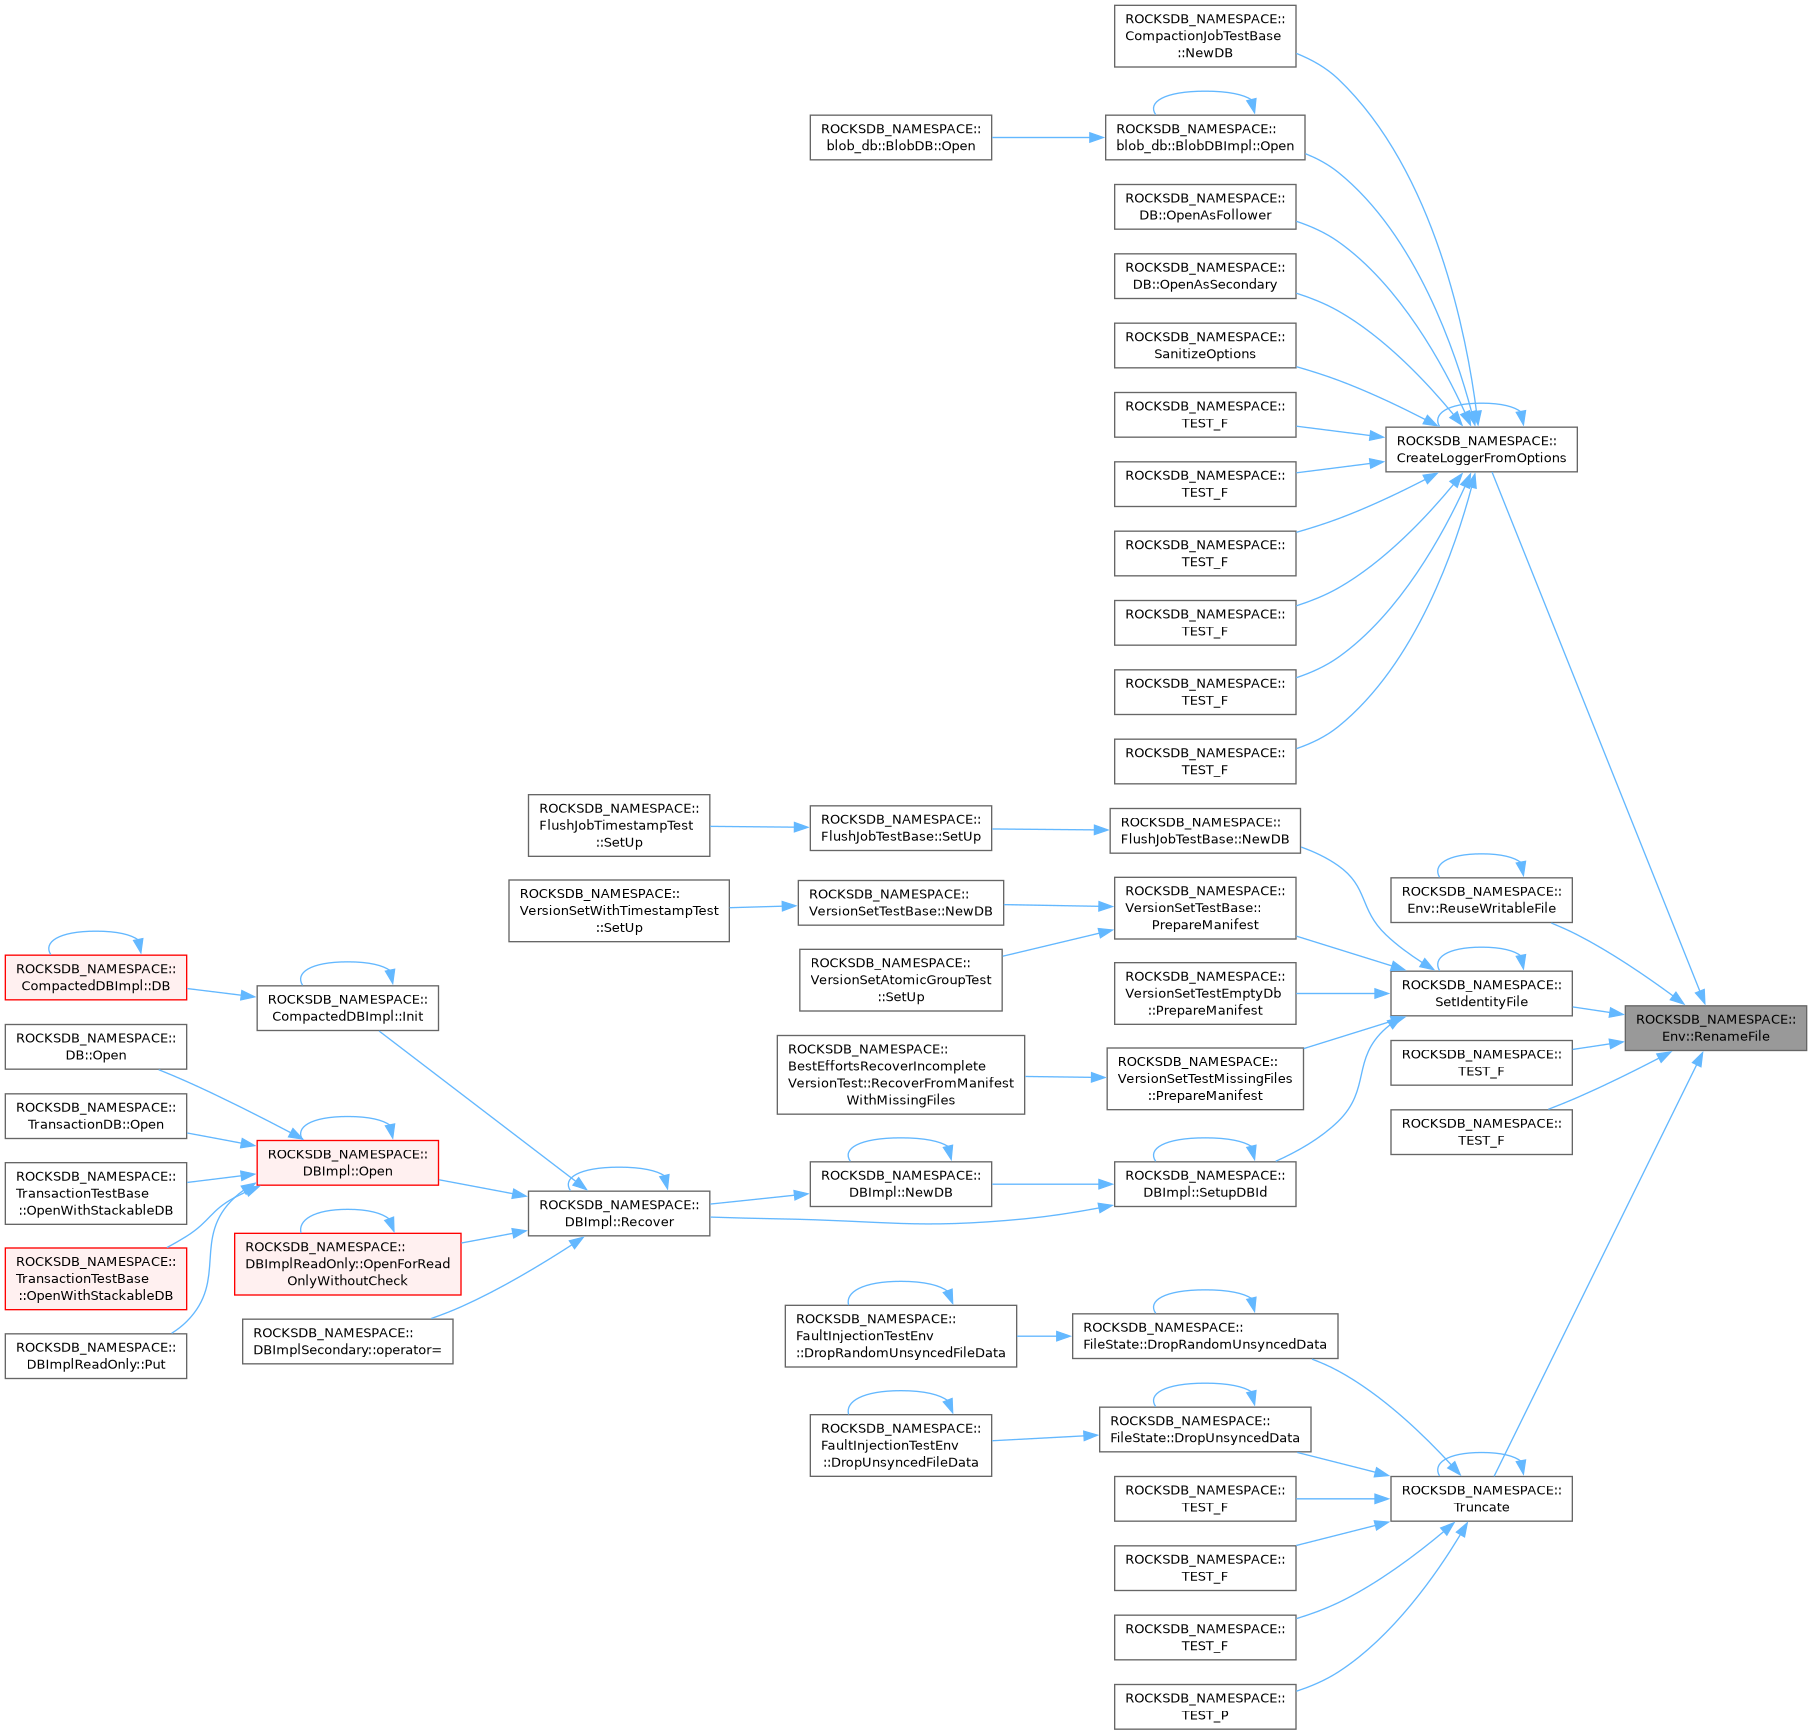 ROCKSDB_NAMESPACE::
CompactionJobTestBase
::NewDB
ROCKSDB_NAMESPACE::
blob_db::BlobDB::Open
ROCKSDB_NAMESPACE::
blob_db::BlobDBImpl::Open
ROCKSDB_NAMESPACE::
DB::OpenAsFollower
ROCKSDB_NAMESPACE::
DB::OpenAsSecondary
ROCKSDB_NAMESPACE::
SanitizeOptions
ROCKSDB_NAMESPACE::
TEST_F
ROCKSDB_NAMESPACE::
CreateLoggerFromOptions
ROCKSDB_NAMESPACE::
TEST_F
ROCKSDB_NAMESPACE::
TEST_F
ROCKSDB_NAMESPACE::
TEST_F
ROCKSDB_NAMESPACE::
TEST_F
ROCKSDB_NAMESPACE::
TEST_F
ROCKSDB_NAMESPACE::
FlushJobTimestampTest
::SetUp
ROCKSDB_NAMESPACE::
FlushJobTestBase::SetUp
ROCKSDB_NAMESPACE::
FlushJobTestBase::NewDB
ROCKSDB_NAMESPACE::
VersionSetWithTimestampTest
::SetUp
ROCKSDB_NAMESPACE::
VersionSetTestBase::NewDB
ROCKSDB_NAMESPACE::
VersionSetTestBase::
PrepareManifest
ROCKSDB_NAMESPACE::
Env::ReuseWritableFile
ROCKSDB_NAMESPACE::
CompactedDBImpl::DB
ROCKSDB_NAMESPACE::
CompactedDBImpl::Init
ROCKSDB_NAMESPACE::
VersionSetAtomicGroupTest
::SetUp
ROCKSDB_NAMESPACE::
VersionSetTestEmptyDb
::PrepareManifest
ROCKSDB_NAMESPACE::
SetIdentityFile
ROCKSDB_NAMESPACE::
Env::RenameFile
ROCKSDB_NAMESPACE::
DB::Open
ROCKSDB_NAMESPACE::
BestEffortsRecoverIncomplete
VersionTest::RecoverFromManifest
WithMissingFiles
ROCKSDB_NAMESPACE::
VersionSetTestMissingFiles
::PrepareManifest
ROCKSDB_NAMESPACE::
TEST_F
ROCKSDB_NAMESPACE::
TEST_F
ROCKSDB_NAMESPACE::
TransactionDB::Open
ROCKSDB_NAMESPACE::
DBImpl::Open
ROCKSDB_NAMESPACE::
TransactionTestBase
::OpenWithStackableDB
ROCKSDB_NAMESPACE::
DBImpl::Recover
ROCKSDB_NAMESPACE::
DBImpl::NewDB
ROCKSDB_NAMESPACE::
DBImpl::SetupDBId
ROCKSDB_NAMESPACE::
TransactionTestBase
::OpenWithStackableDB
ROCKSDB_NAMESPACE::
DBImplReadOnly::OpenForRead
OnlyWithoutCheck
ROCKSDB_NAMESPACE::
DBImplReadOnly::Put
ROCKSDB_NAMESPACE::
DBImplSecondary::operator=
ROCKSDB_NAMESPACE::
FaultInjectionTestEnv
::DropRandomUnsyncedFileData
ROCKSDB_NAMESPACE::
FileState::DropRandomUnsyncedData
ROCKSDB_NAMESPACE::
FaultInjectionTestEnv
::DropUnsyncedFileData
ROCKSDB_NAMESPACE::
FileState::DropUnsyncedData
ROCKSDB_NAMESPACE::
Truncate
ROCKSDB_NAMESPACE::
TEST_F
ROCKSDB_NAMESPACE::
TEST_F
ROCKSDB_NAMESPACE::
TEST_F
ROCKSDB_NAMESPACE::
TEST_P